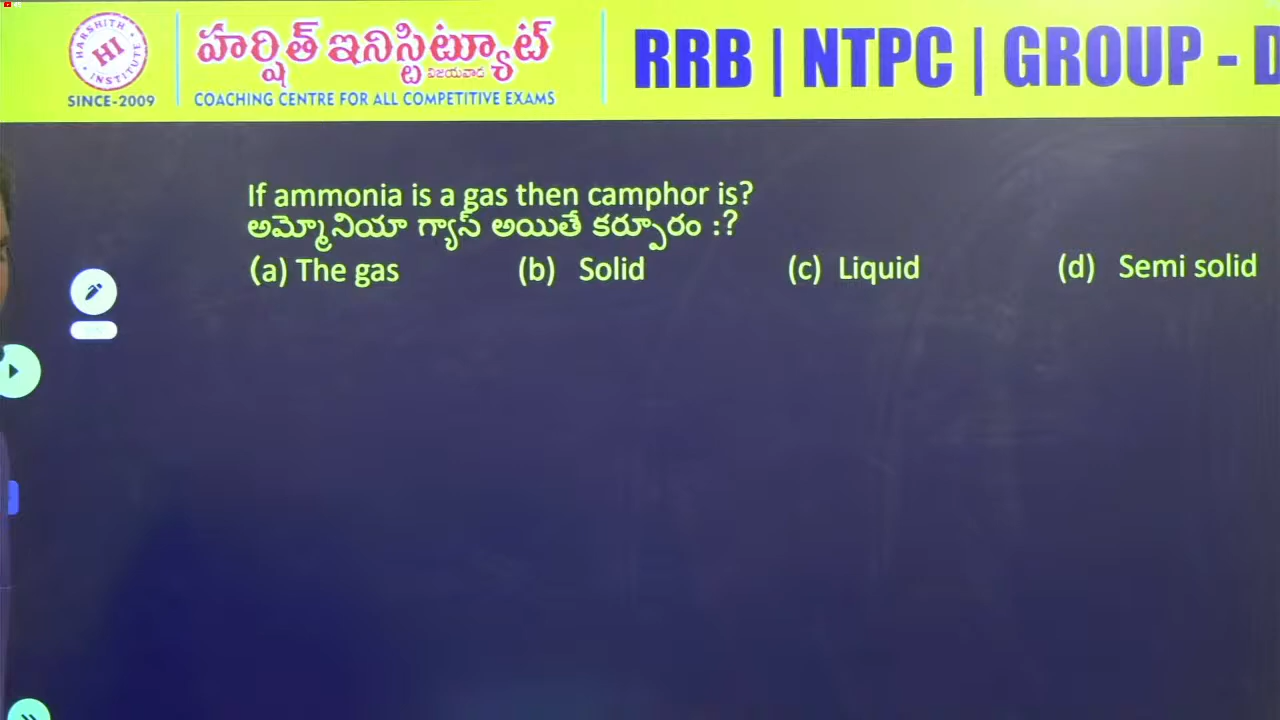 HARSHITH
HI
INSTITUTE
SINCE-2009
హర్షిత్ ఇనిస్టిట్యూట్
విజయవాడ
COACHING CENTRE FOR ALL COMPETITIVE EXAMS
RRB | NTPC | GROUP - D
If ammonia is a gas then camphor is?
అమ్మోనియా గ్యాస్ అయితే కర్పూరం :?
(a) The gas (b) Solid (c) Liquid (d) Semi solid